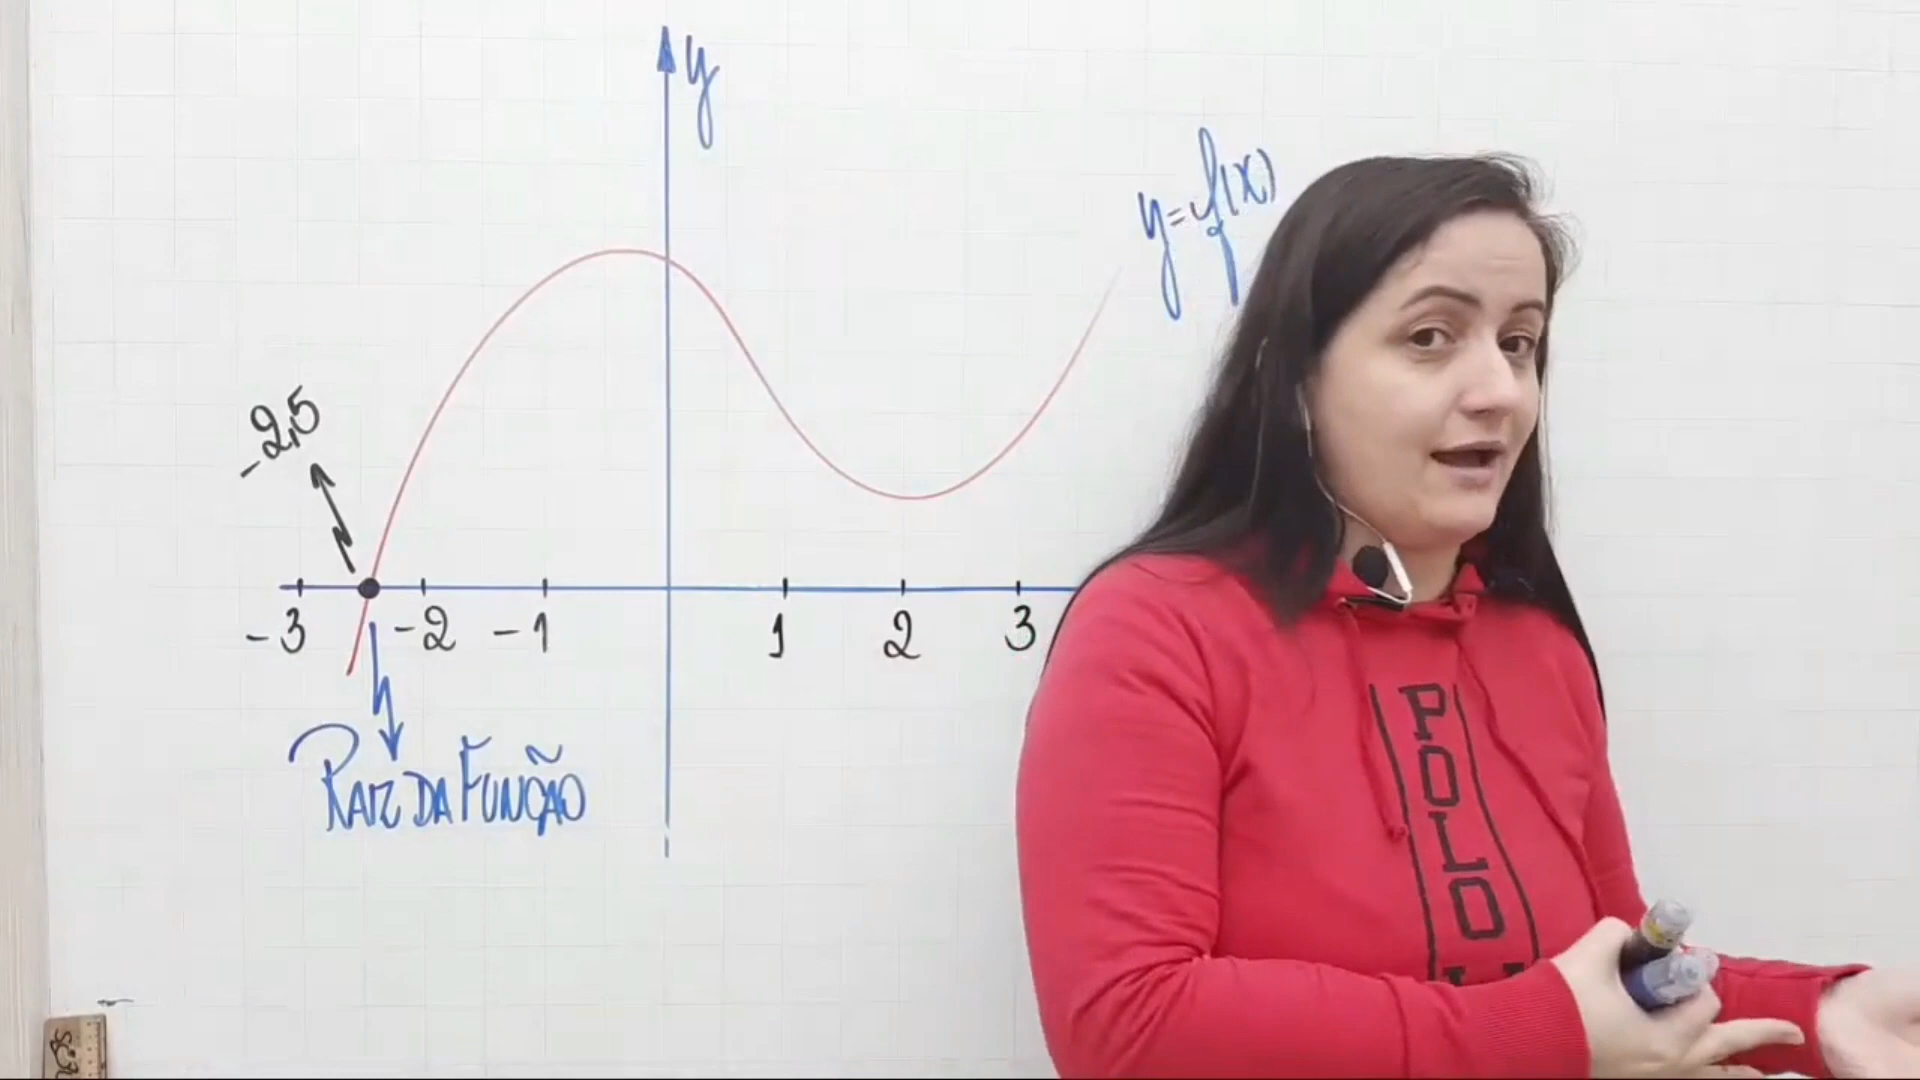 y
y=f(x)
-2,5
-3 -2 -1 1 2 3
RAIZ DA FUNÇÃO
POLO